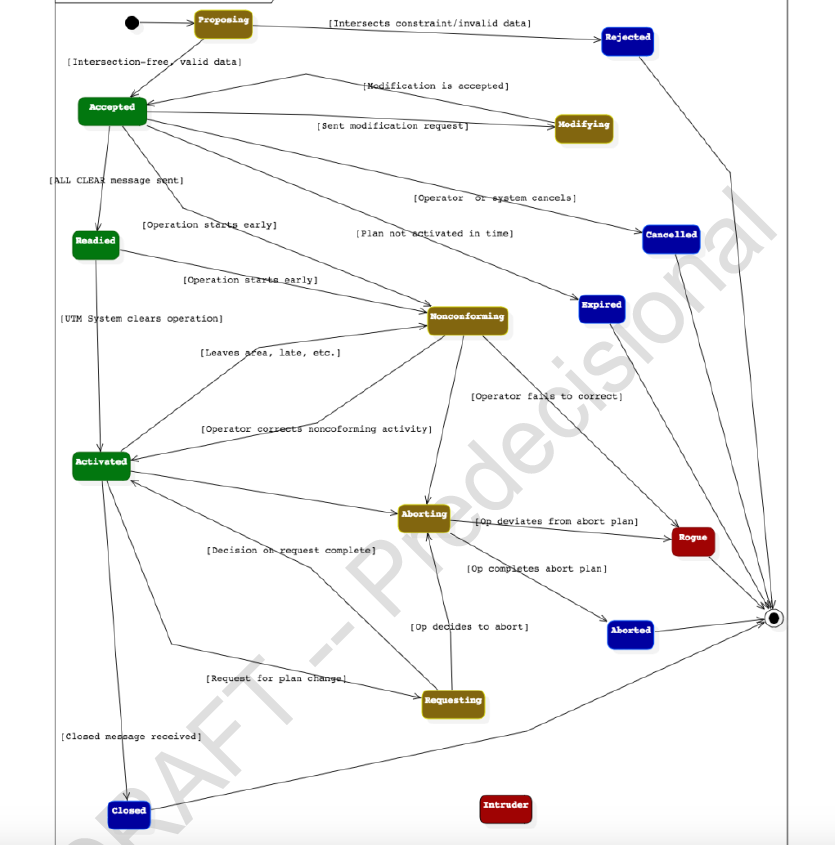 Proposing
[Intersects constraint/invalid data]
Rejected
[Intersection-free, valid data]
[Modification is accepted]
Accepted
[Sent modification request]
Modifying
[ALL CLEAR message sent]
[Operator  or system cancels]
[Operation starts early]
[Plan not activated in time]
Readied
Cancelled
[Operation starts early]
Expired
[UTM System clears operation]
Nonconforming
[Leaves area, late, etc.]
[Operator fails to correct]
[Operator corrects noncoforming activity]
Activated
Aborting
[Op deviates from abort plan]
Rogue
[Decision on request complete]
[Op completes abort plan]
[Op decides to abort]
Aborted
[Request for plan change]
Requesting
[Closed message received]
Intruder
Closed
DRAFT -- Predecisional